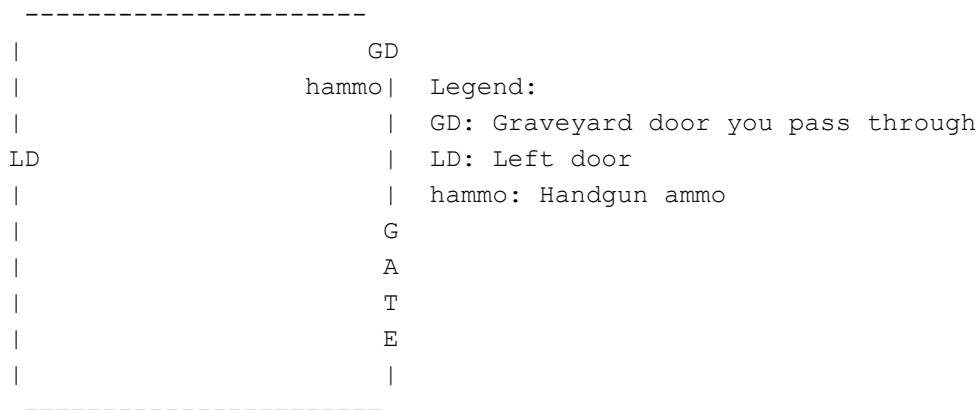 ----------------------
|                      GD
|                  hammo|  Legend:
|                       |  GD: Graveyard door you pass through
LD                      |  LD: Left door
|                       |  hammo: Handgun ammo
|                       G
|                       A
|                       T
|                       E
|                       |
 -----------------------